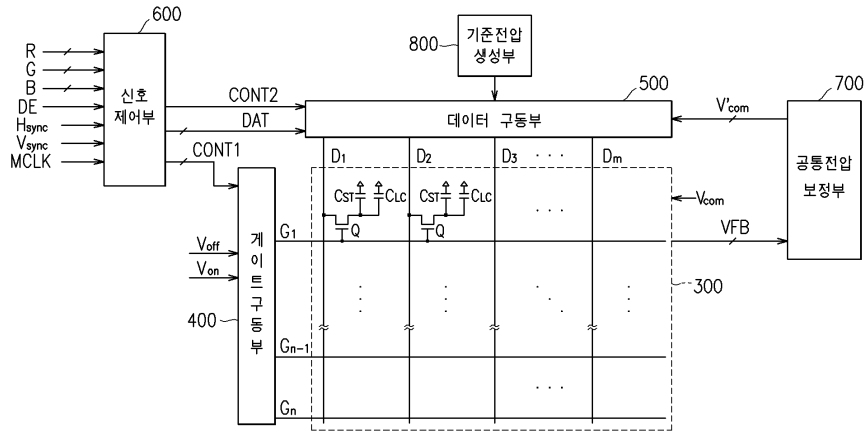 600
R
G
B
DE
Hsync
Vsync
MCLK
신호
제어부
CONT2
DAT
CONT1
800
기준전압
생성부
500
데이터 구동부
V'com
700
공통전압
보정부
D1
D2
D3
...
Dm
CST
CLC
CST
CLC
Q
Q
Vcom
VFB
G1
Voff
Von
400
게이트구동부
300
Gn-1
Gn